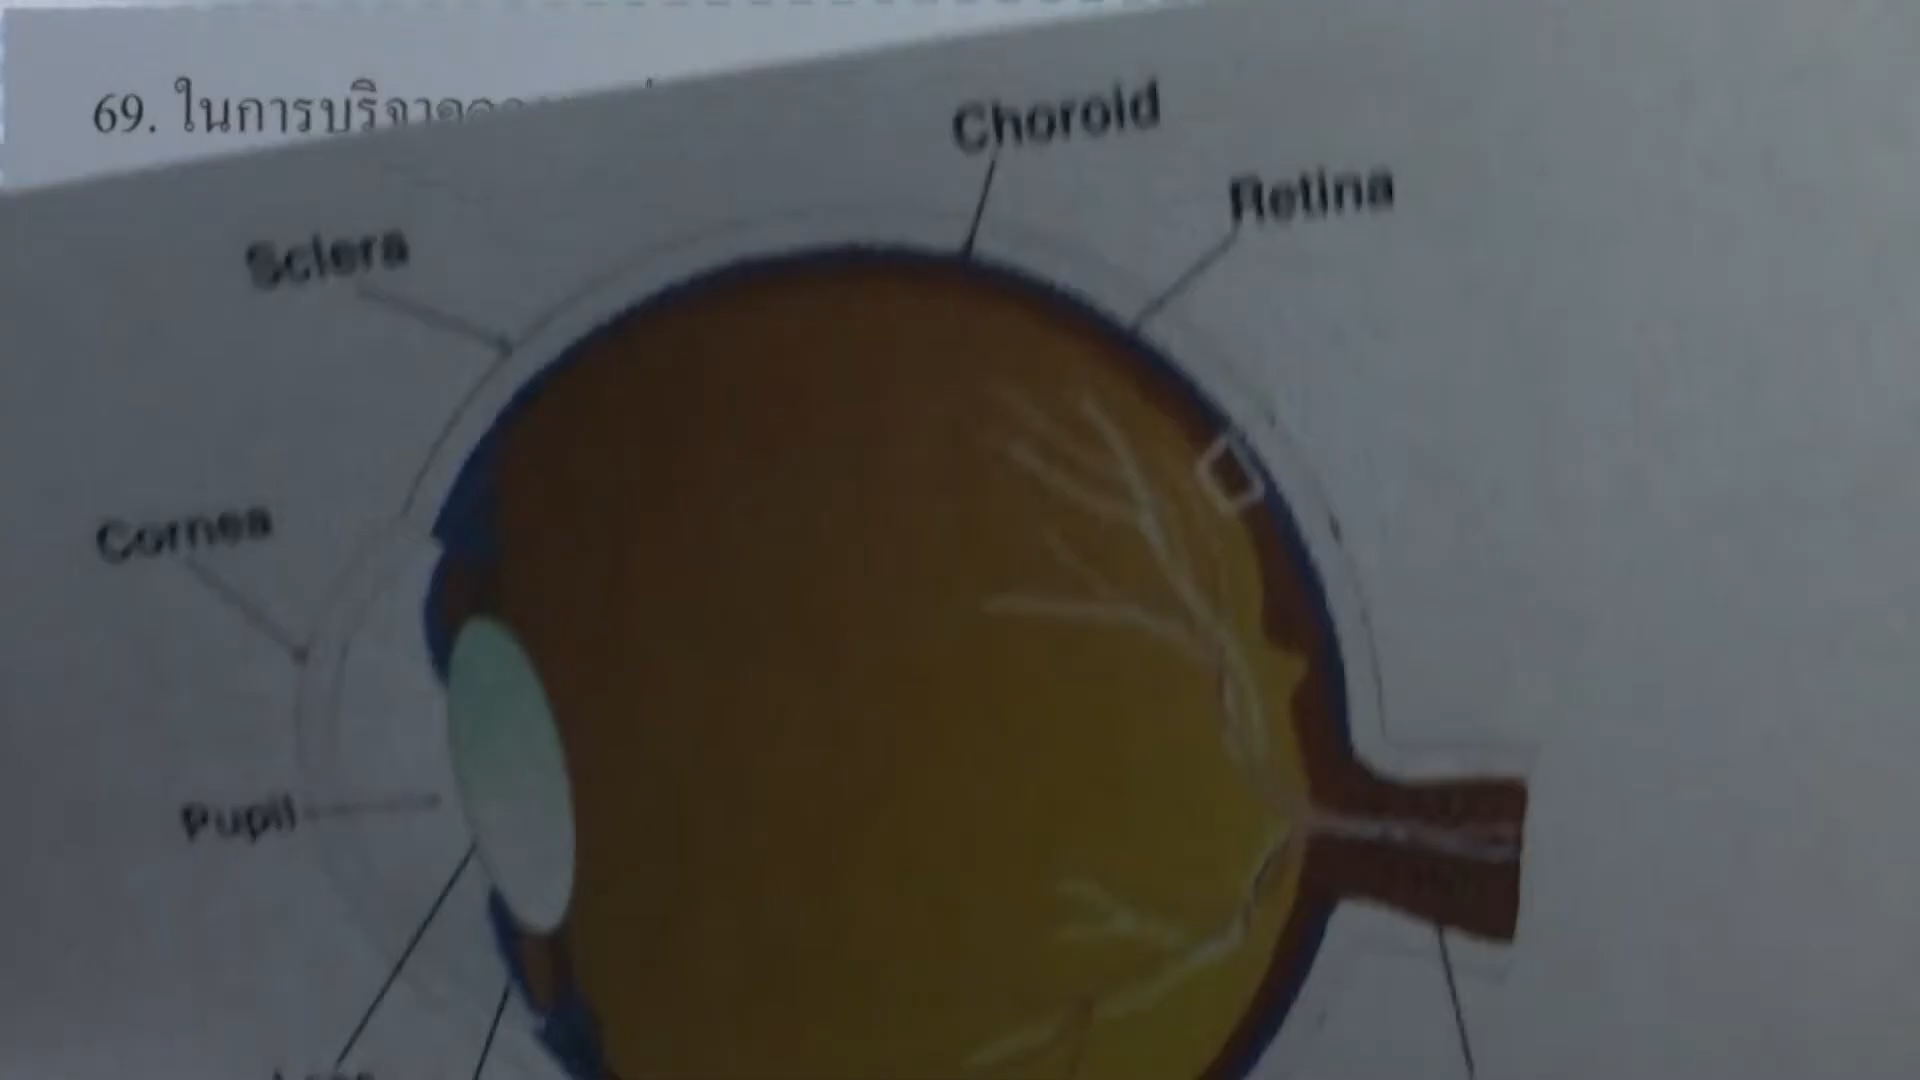 69. ในการบริจาค
Choroid
Retina
Sclera
Cornea
Pupil